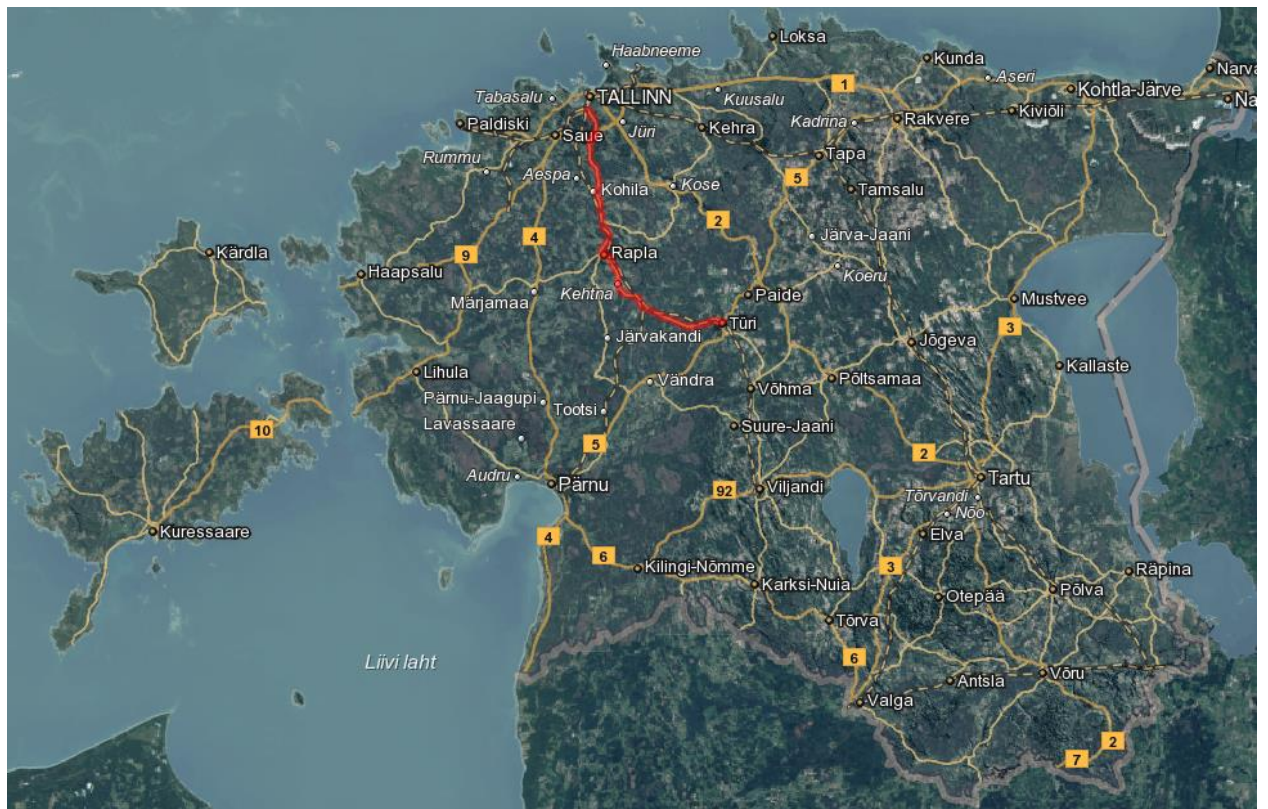 Loksa
Haabneeme
Kunda
Aseri
Narva
Kohtla-Järve
1
TALLINN
Tabasalu
Kuusalu
Na
Kiviõli
Rakvere
Kadrina
Paldiski
Saue
Jüri
Kehra
Tapa
Rummu
Aespa
Kohila
Kose
5
Tamsalu
2
Järva-Jaani
4
Kärdla
9
Rapla
Haapsalu
Koeru
Kehtna
Märjamaa
Paide
Mustvee
Türi
3
Järvakandi
Jõgeva
Kallaste
Lihula
Vändra
Põltsamaa
Võhma
Pärnu-Jaagupi
Tootsi
Lavassaare
Suure-Jaani
10
5
2
Audru
Pärnu
92
Viljandi
Tartu
Tõrvandi
Nõo
Kuressaare
4
6
Elva
Kilingi-Nõmme
3
Räpina
Karksi-Nuia
Otepää
Põlva
Tõrva
Liivi laht
6
Antsla
Võru
Valga
2
7